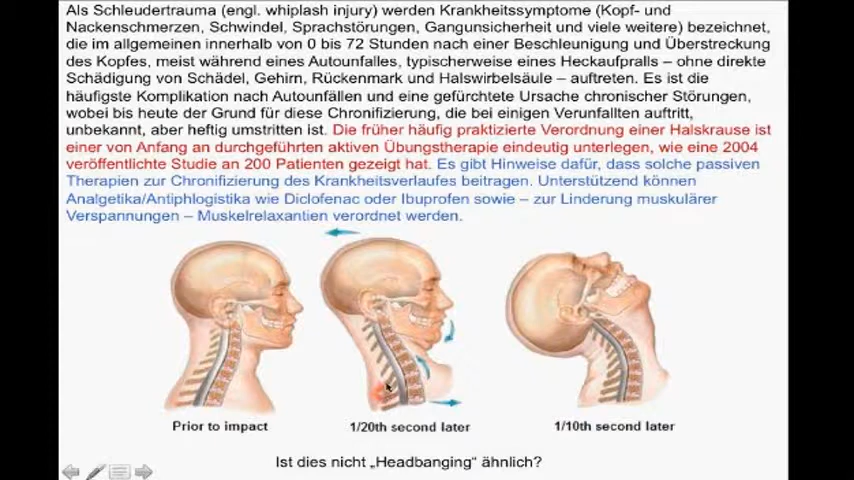 Als Schleudertrauma (engl. whiplash injury) werden Krankheitssymptome (Kopf- und
Nackenschmerzen, Schwindel, Sprachstörungen, Gangunsicherheit und viele weitere) bezeichnet,
die im allgemeinen innerhalb von 0 bis 72 Stunden nach einer Beschleunigung und Überstreckung
des Kopfes, meist während eines Autounfalles, typischerweise eines Heckaufpralls – ohne direkte
Schädigung von Schädel, Gehirn, Rückenmark und Halswirbelsäule – auftreten. Es ist die
häufigste Komplikation nach Autounfällen und eine gefürchtete Ursache chronischer Störungen,
wobei bis heute der Grund für diese Chronifizierung, die bei einigen Verunfallten auftritt,
unbekannt, aber heftig umstritten ist. Die früher häufig praktizierte Verordnung einer Halskrause ist
einer von Anfang an durchgeführten aktiven Übungstherapie eindeutig unterlegen, wie eine 2004
veröffentlichte Studie an 200 Patienten gezeigt hat. Es gibt Hinweise dafür, dass solche passiven
Therapien zur Chronifizierung des Krankheitsverlaufes beitragen. Unterstützend können
Analgetika/Antiphlogistika wie Diclofenac oder Ibuprofen sowie – zur Linderung muskulärer
Verspannungen – Muskelrelaxantien verordnet werden.
Prior to impact
1/20th second later
1/10th second later
Ist dies nicht „Headbanging“ ähnlich?